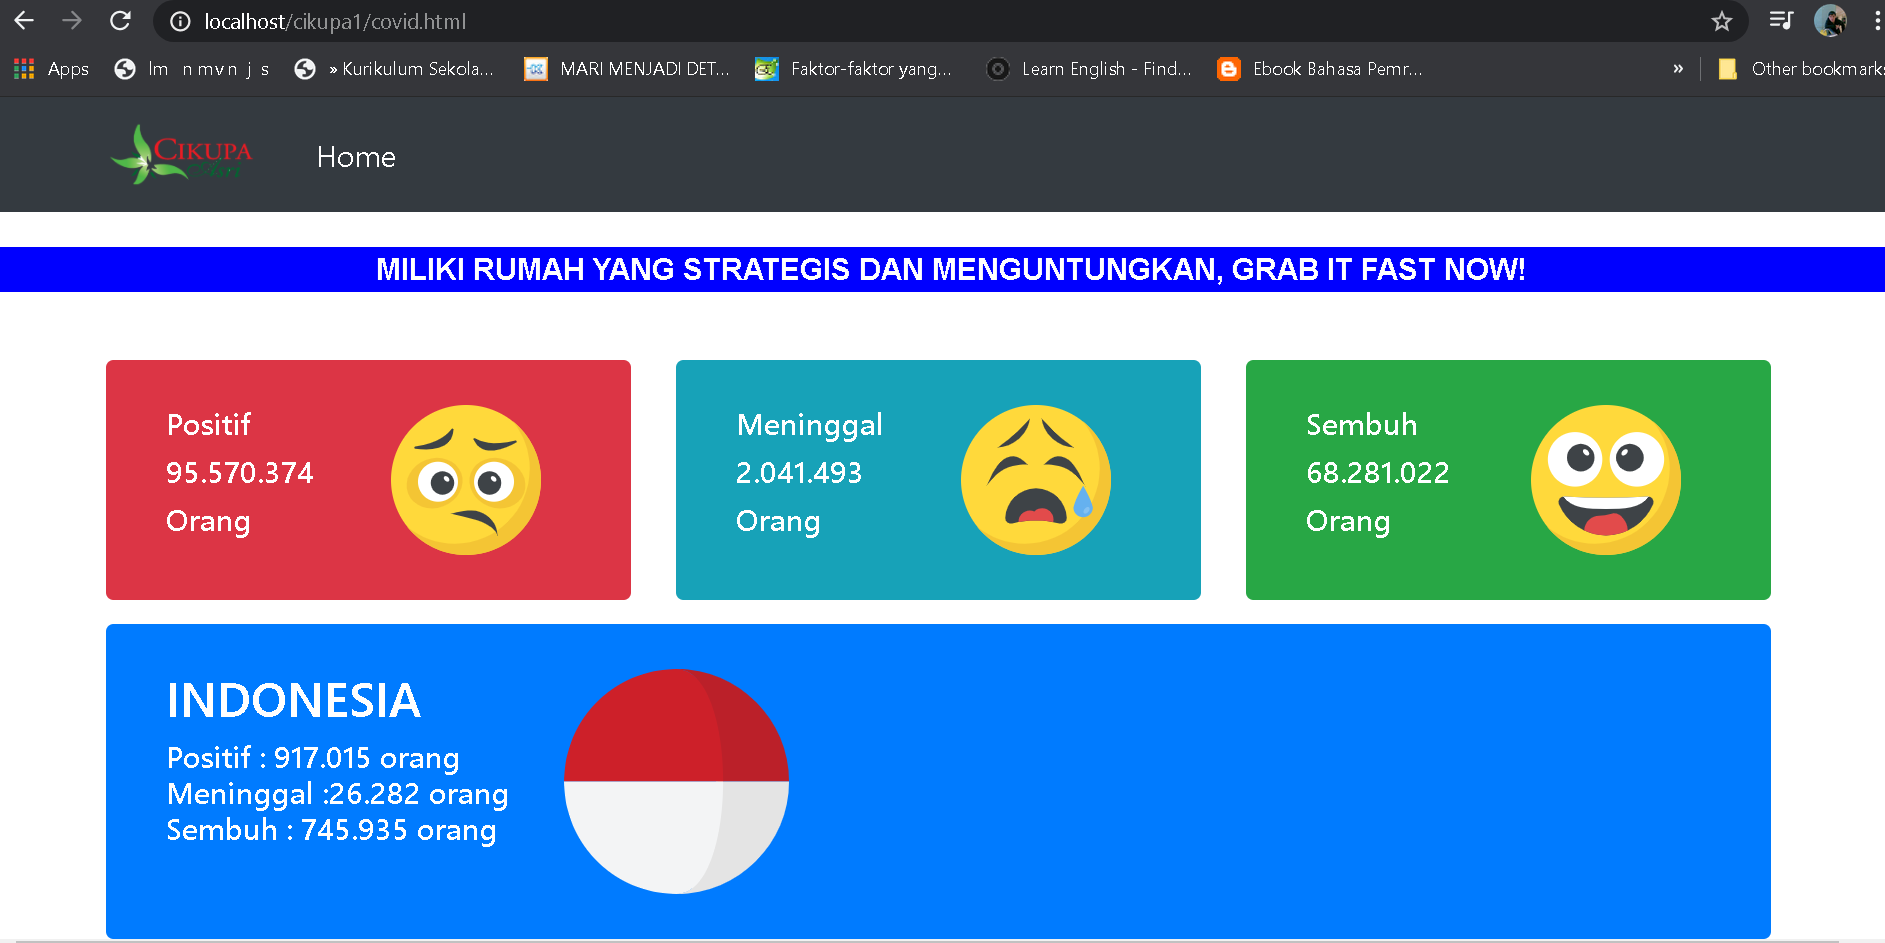 localhost/cikupa1/covid.html
Apps
» Kurikulum Sekola...
MARI MENJADI DET...
Faktor-faktor yang...
Learn English - Find...
Ebook Bahasa Pemr...
»
Other bookmarks
CIKUPA
Asri
Home
MILIKI RUMAH YANG STRATEGIS DAN MENGUNTUNGKAN, GRAB IT FAST NOW!
Positif
95.570.374
Orang
Meninggal
2.041.493
Orang
Sembuh
68.281.022
Orang
INDONESIA
Positif : 917.015 orang
Meninggal :26.282 orang
Sembuh : 745.935 orang